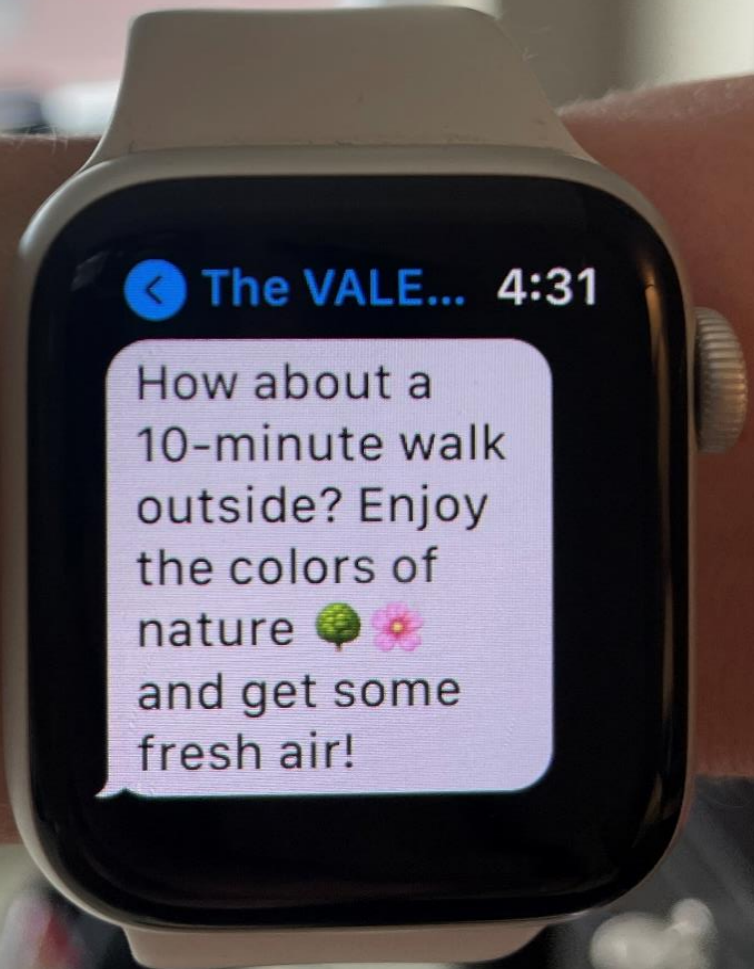 The VALE... 4:31
How about a
10-minute walk
outside? Enjoy
the colors of
nature 🌳🌸
and get some
fresh air!